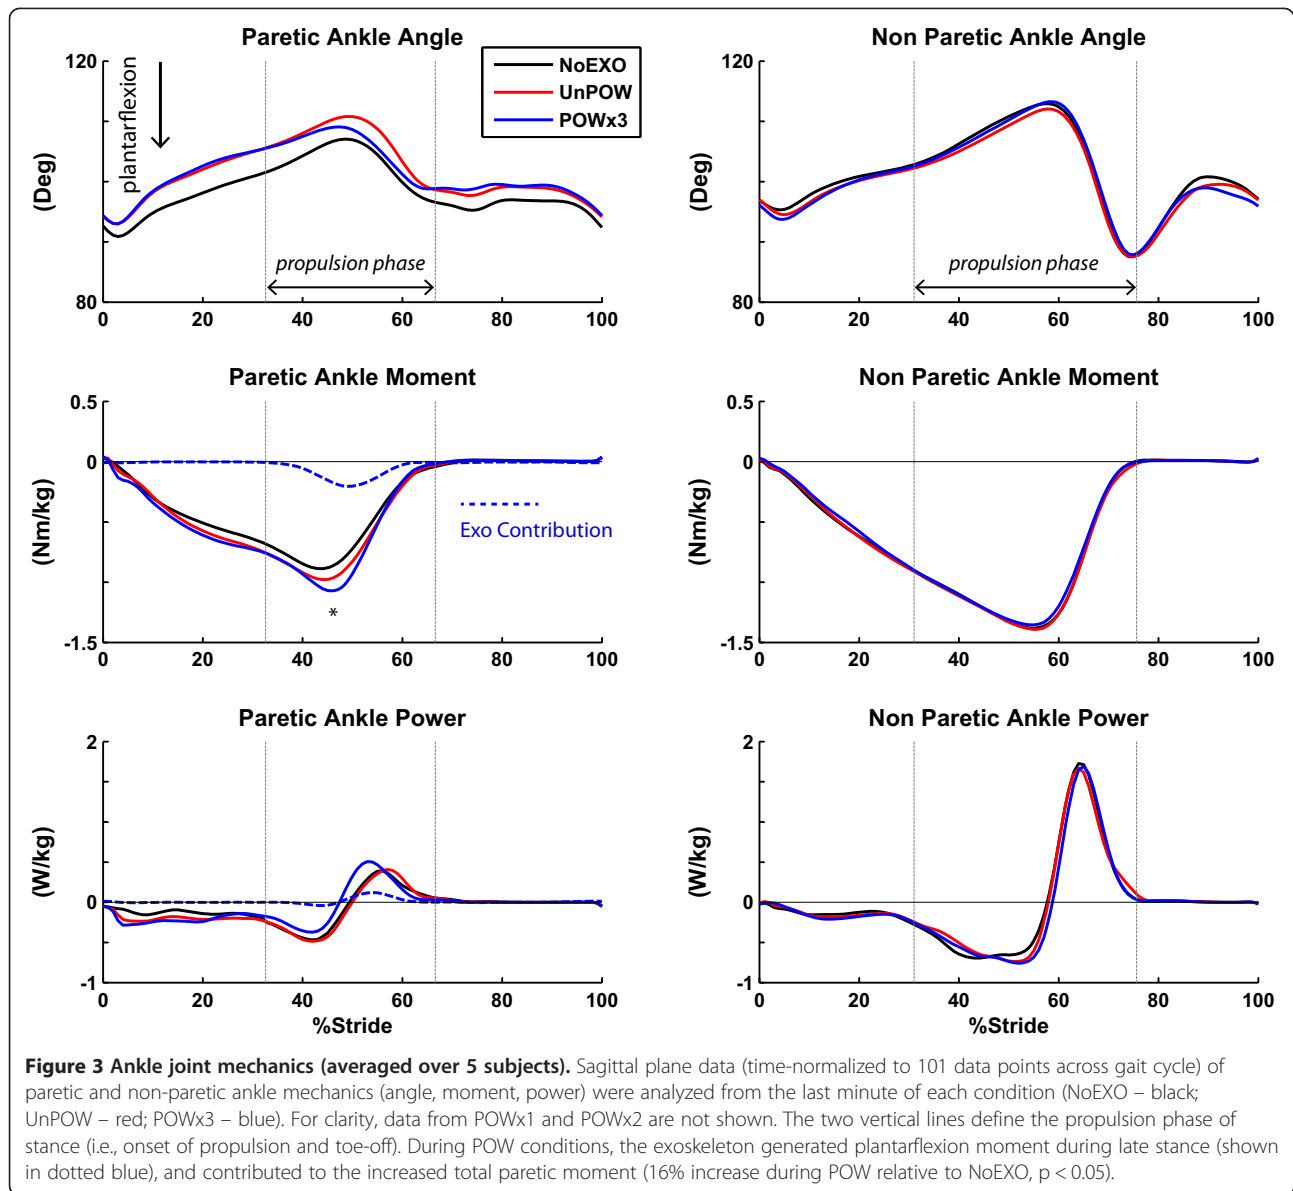 Paretic Ankle Angle
120
80
(Deg)
plantarflexion
NoEXO
UnPOW
POWx3
propulsion phase
0 20 40 60 80 100
Non Paretic Ankle Angle
120
80
(Deg)
propulsion phase
0 20 40 60 80 100
Paretic Ankle Moment
0.5
0
-1.5
(Nm/kg)
Exo Contribution
*
0 20 40 60 80 100
Non Paretic Ankle Moment
0.5
0
-1.5
(Nm/kg)
0 20 40 60 80 100
Paretic Ankle Power
2
0
-1
(W/kg)
0 20 40 60 80 100
%Stride
Non Paretic Ankle Power
2
0
-1
(W/kg)
0 20 40 60 80 100
%Stride
Figure 3 Ankle joint mechanics (averaged over 5 subjects). Sagittal plane data (time-normalized to 101 data points across gait cycle) of
paretic and non-paretic ankle mechanics (angle, moment, power) were analyzed from the last minute of each condition (NoEXO – black;
UnPOW – red; POWx3 – blue). For clarity, data from POWx1 and POWx2 are not shown. The two vertical lines define the propulsion phase of
stance (i.e., onset of propulsion and toe-off). During POW conditions, the exoskeleton generated plantarflexion moment during late stance (shown
in dotted blue), and contributed to the increased total paretic moment (16% increase during POW relative to NoEXO, p < 0.05).